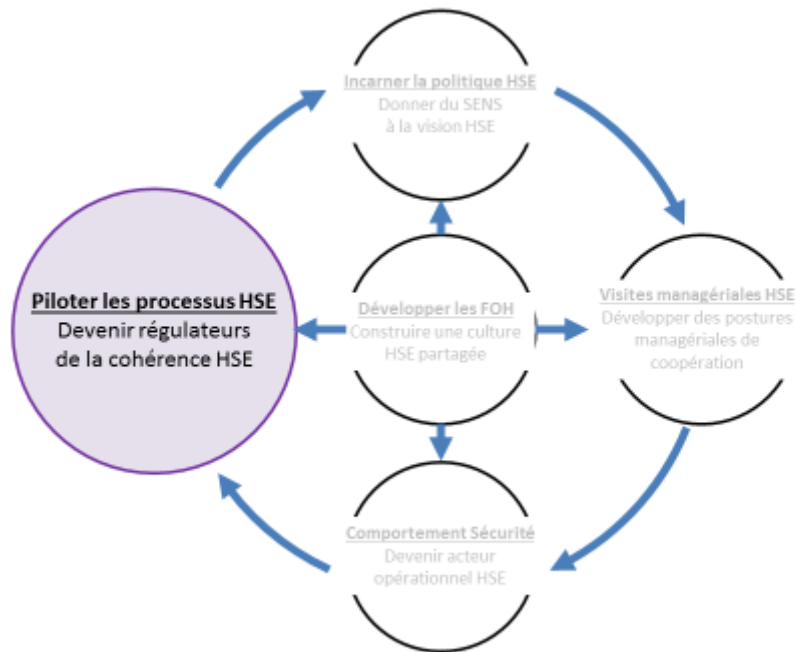 Incarner la politique HSE
Donner du SENS
à la vision HSE
Piloter les processus HSE
Devenir régulateurs
de la cohérence HSE
Développer les FOH
Construire une culture
HSE partagée
Visites managériales HSE
Développer des postures
managériales de
coopération
Comportement Sécurité
Devenir acteur
opérationnel HSE